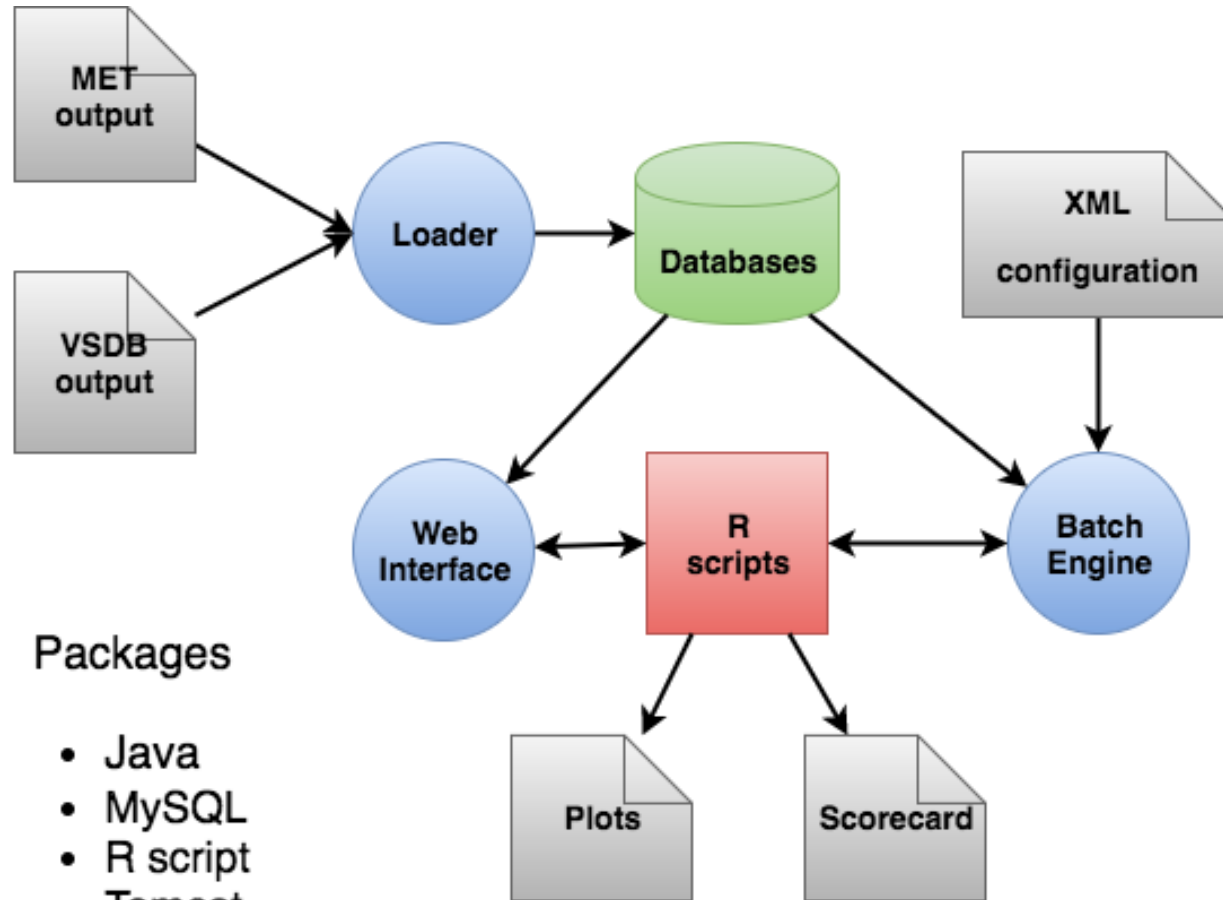 MET
output
VSDB
output
Loader
Databases
XML
configuration
Web
Interface
R
scripts
Batch
Engine
Plots
Scorecard
Packages
• Java
• MySQL
• R script
Tomcat